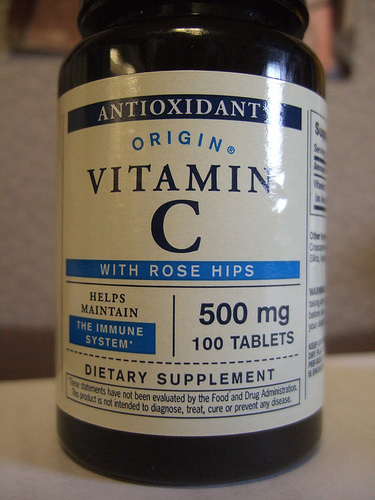 ANTIOXIDANT*
ORIGIN®
VITAMIN
C
WITH ROSE HIPS
HELPS
MAINTAIN
THE IMMUNE
SYSTEM*
500 mg
100 TABLETS
DIETARY SUPPLEMENT
*These statements have not been evaluated by the Food and Drug Administration.
This product is not intended to diagnose, treat, cure or prevent any disease.
Other
WARNING